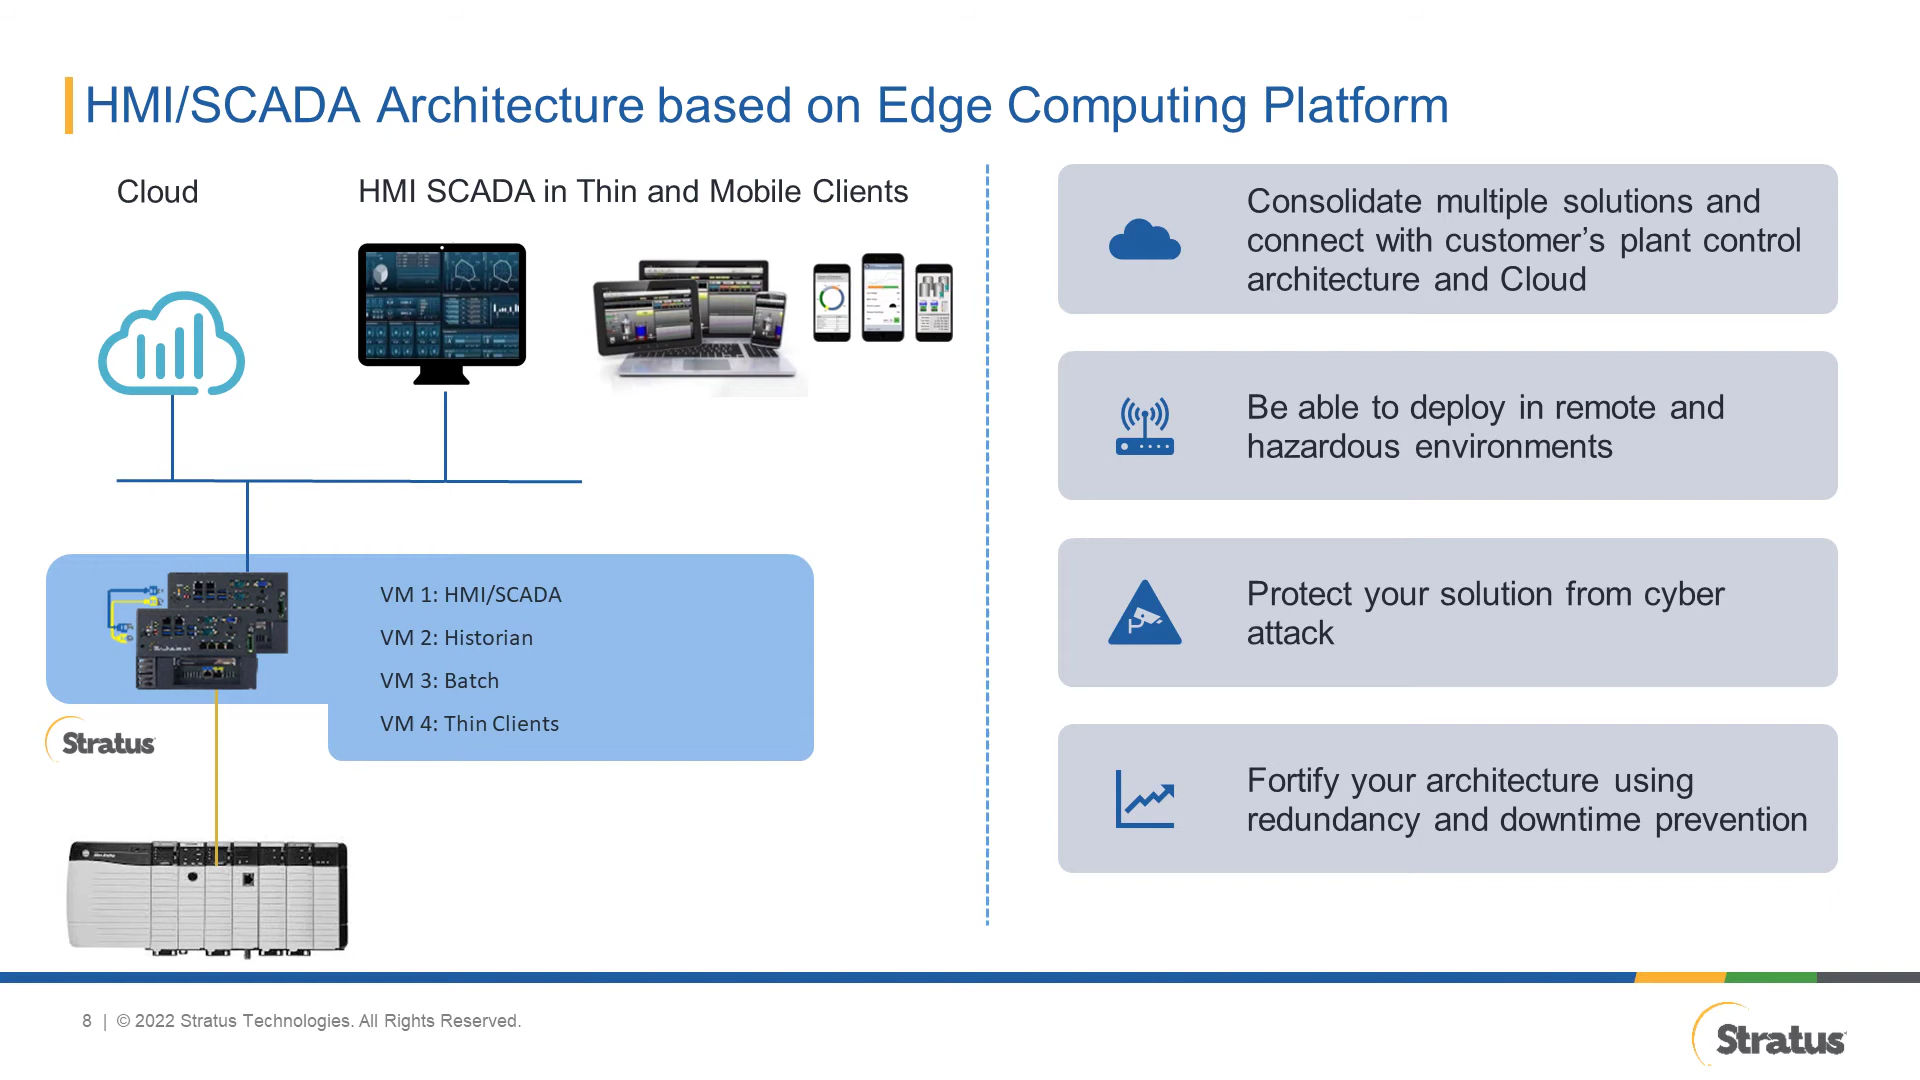 HMI/SCADA Architecture based on Edge Computing Platform
Cloud
HMI SCADA in Thin and Mobile Clients
VM 1: HMI/SCADA
VM 2: Historian
VM 3: Batch
VM 4: Thin Clients
Stratus
Consolidate multiple solutions and
connect with customer’s plant control
architecture and Cloud
Be able to deploy in remote and
hazardous environments
Protect your solution from cyber
attack
Fortify your architecture using
redundancy and downtime prevention
8 | © 2022 Stratus Technologies. All Rights Reserved.
Stratus